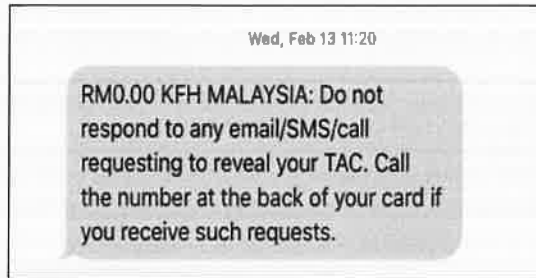 Wed, Feb 13 11:20
RM0.00 KFH MALAYSIA: Do not
respond to any email/SMS/call
requesting to reveal your TAC. Call
the number at the back of your card if
you receive such requests.